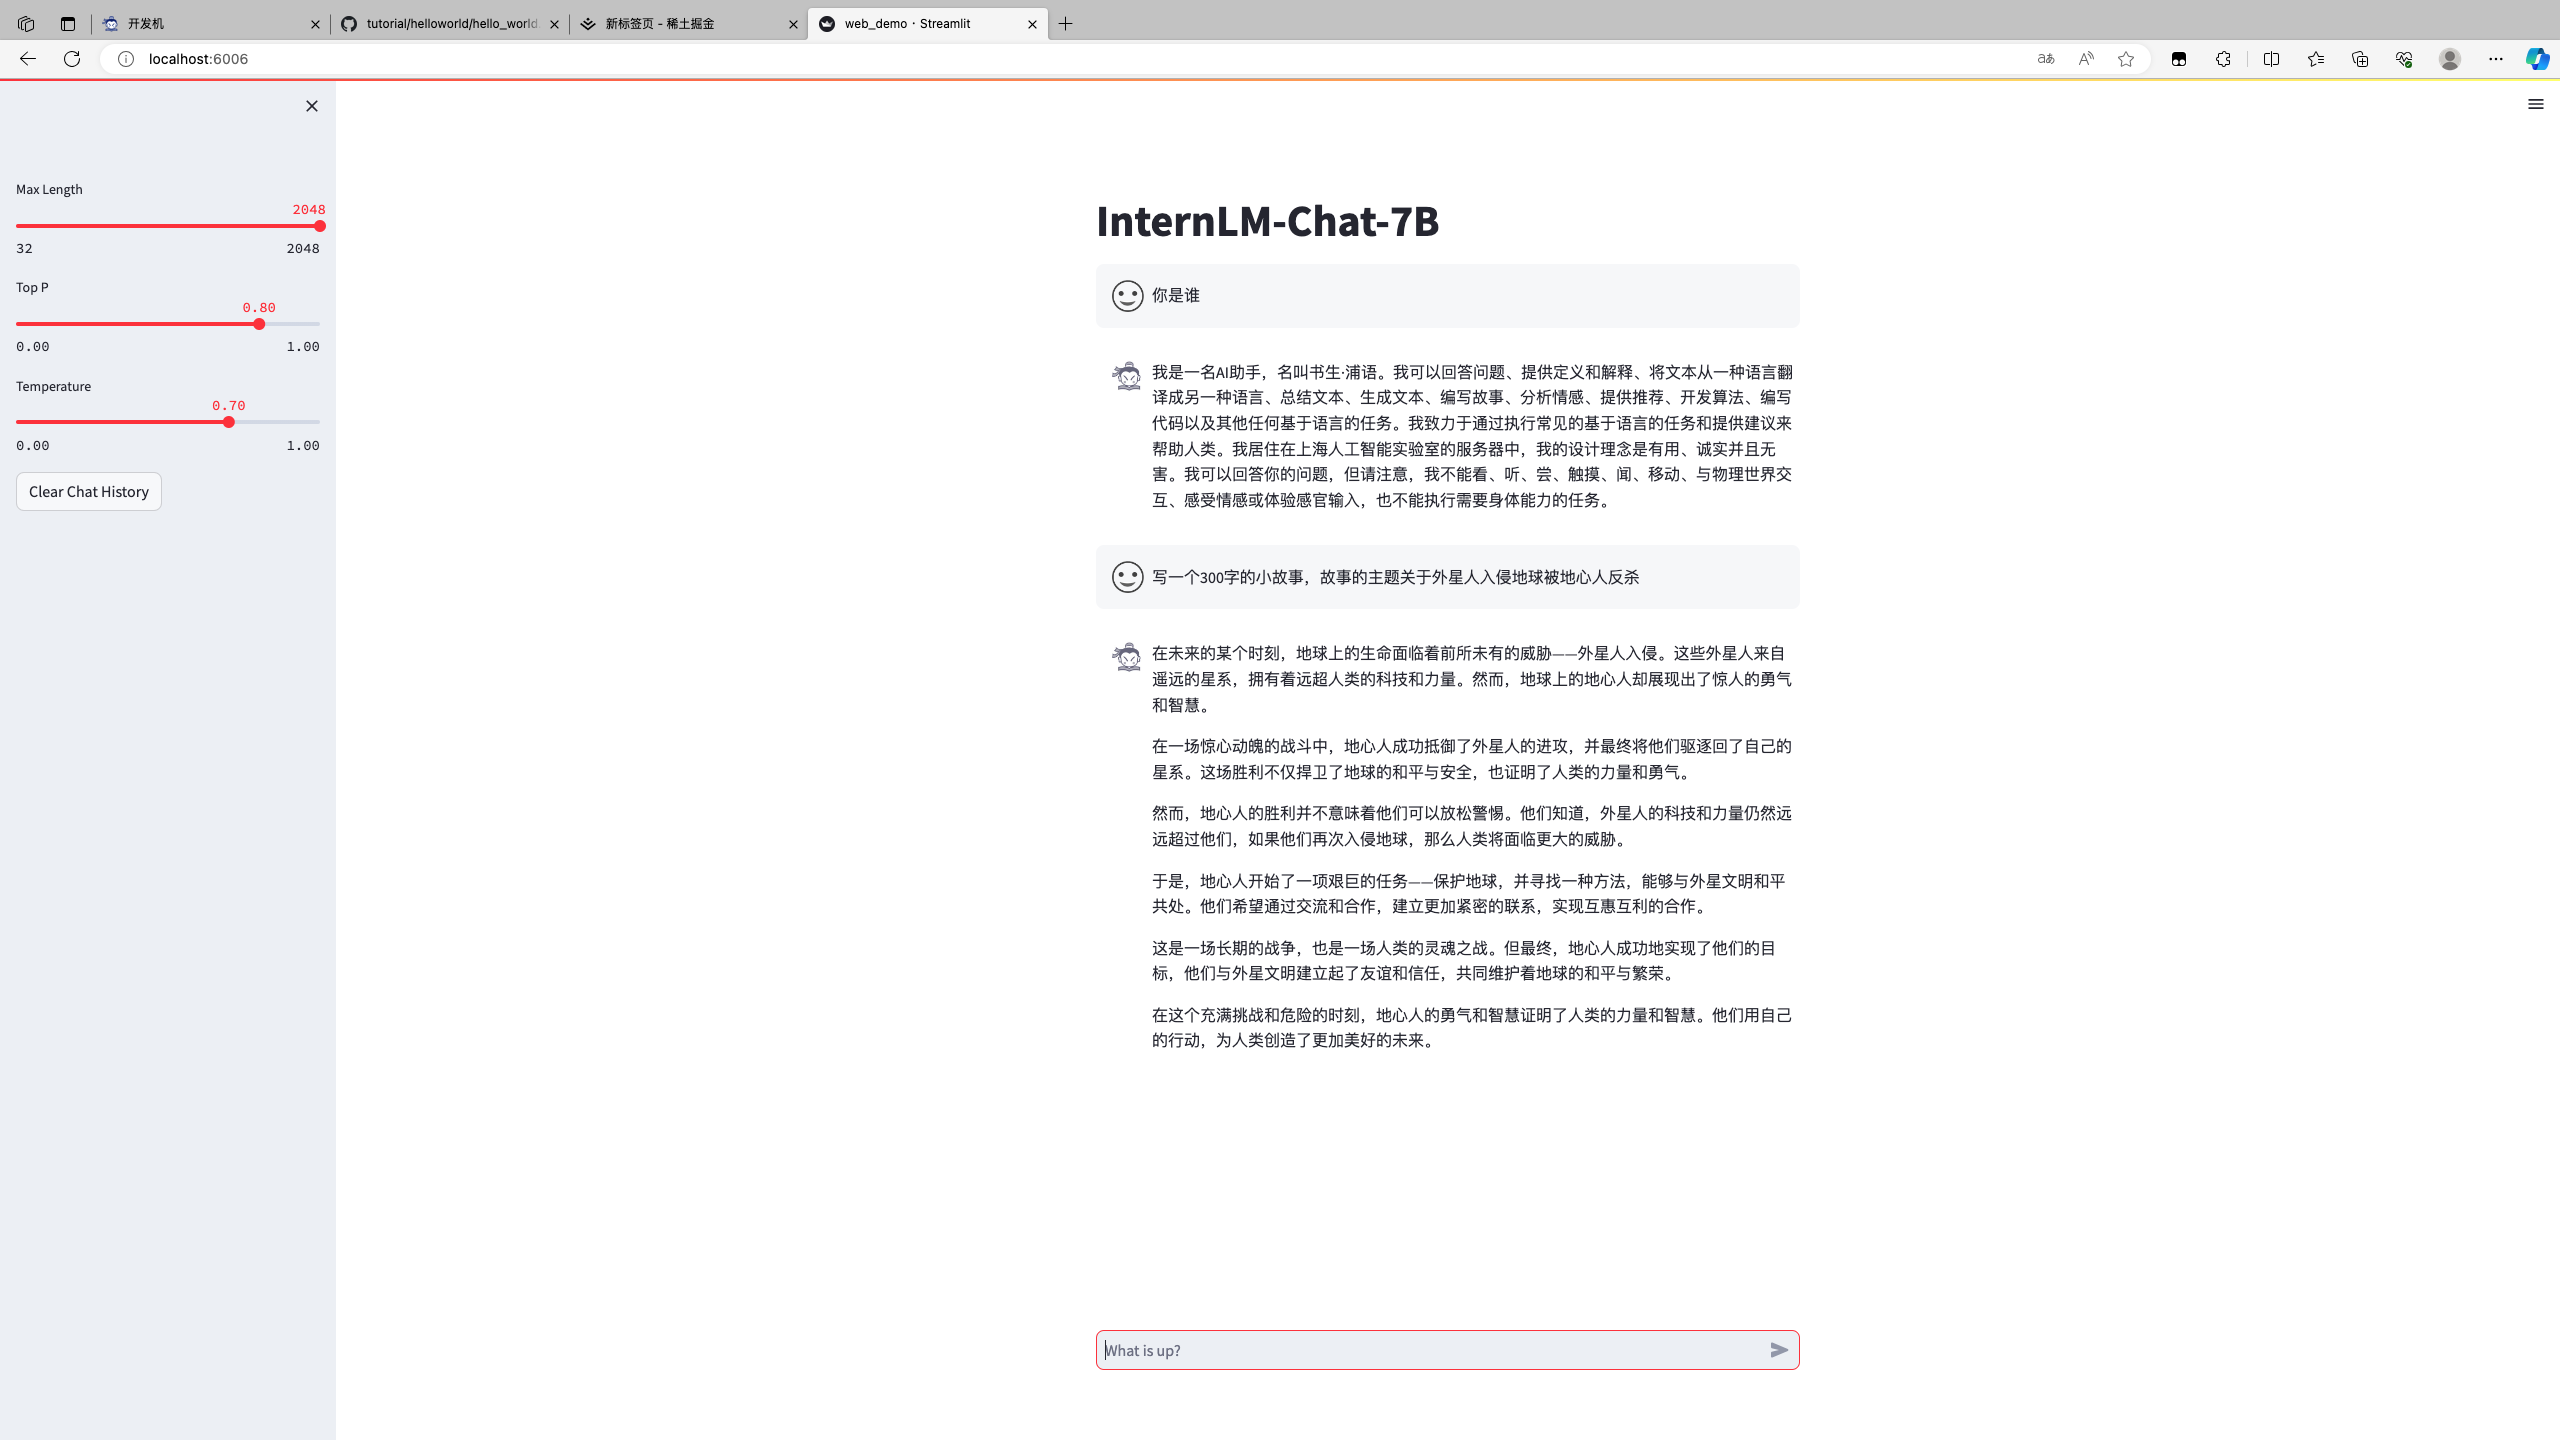 开发机
tutorial/helloworld/hello_world.
新标签页 - 稀土掘金
web_demo · Streamlit
localhost:6006
Max Length
2048
32 2048
Top P
0.80
0.00 1.00
Temperature
0.70
0.00 1.00
Clear Chat History
InternLM-Chat-7B
你是谁
我是一名AI助手，名叫书生·浦语。我可以回答问题、提供定义和解释、将文本从一种语言翻
译成另一种语言、总结文本、生成文本、编写故事、分析情感、提供推荐、开发算法、编写
代码以及其他任何基于语言的任务。我致力于通过执行常见的基于语言的任务和提供建议来
帮助人类。我居住在上海人工智能实验室的服务器中，我的设计理念是有用、诚实并且无
害。我可以回答你的问题，但请注意，我不能看、听、尝、触摸、闻、移动、与物理世界交
互、感受情感或体验感官输入，也不能执行需要身体能力的任务。
写一个300字的小故事，故事的主题关于外星人入侵地球被地心人反杀
在未来的某个时刻，地球上的生命面临着前所未有的威胁——外星人入侵。这些外星人来自
遥远的星系，拥有着远超人类的科技和力量。然而，地球上的地心人却展现出了惊人的勇气
和智慧。
在一场惊心动魄的战斗中，地心人成功抵御了外星人的进攻，并最终将他们驱逐回了自己的
星系。这场胜利不仅捍卫了地球的和平与安全，也证明了人类的力量和勇气。
然而，地心人的胜利并不意味着他们可以放松警惕。他们知道，外星人的科技和力量仍然远
远超过他们，如果他们再次入侵地球，那么人类将面临更大的威胁。
于是，地心人开始了一项艰巨的任务——保护地球，并寻找一种方法，能够与外星文明和平
共处。他们希望通过交流和合作，建立更加紧密的联系，实现互惠互利的合作。
这是一场长期的战争，也是一场人类的灵魂之战。但最终，地心人成功地实现了他们的目
标，他们与外星文明建立起了友谊和信任，共同维护着地球的和平与繁荣。
在这个充满挑战和危险的时刻，地心人的勇气和智慧证明了人类的力量和智慧。他们用自己
的行动，为人类创造了更加美好的未来。
What is up?